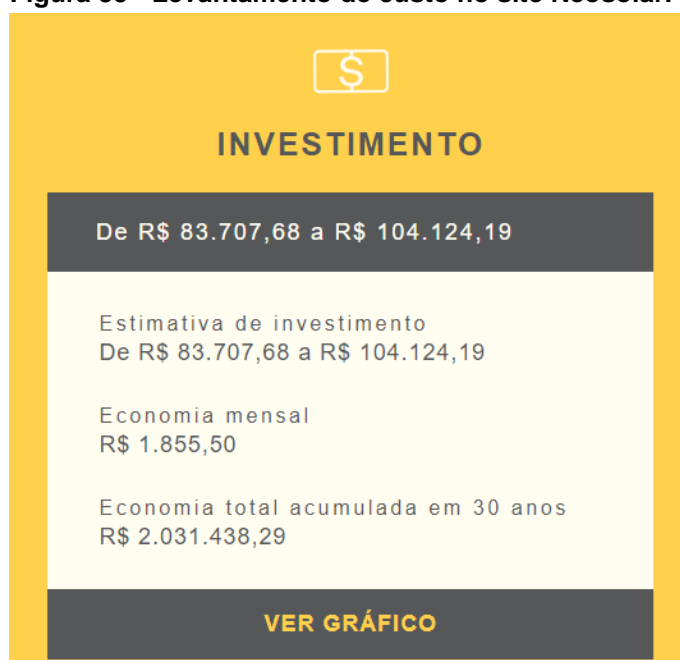 $
INVESTIMENTO
De R$ 83.707,68 a R$ 104.124,19
Estimativa de investimento
De R$ 83.707,68 a R$ 104.124,19
Economia mensal
R$ 1.855,50
Economia total acumulada em 30 anos
R$ 2.031.438,29
VER GRÁFICO